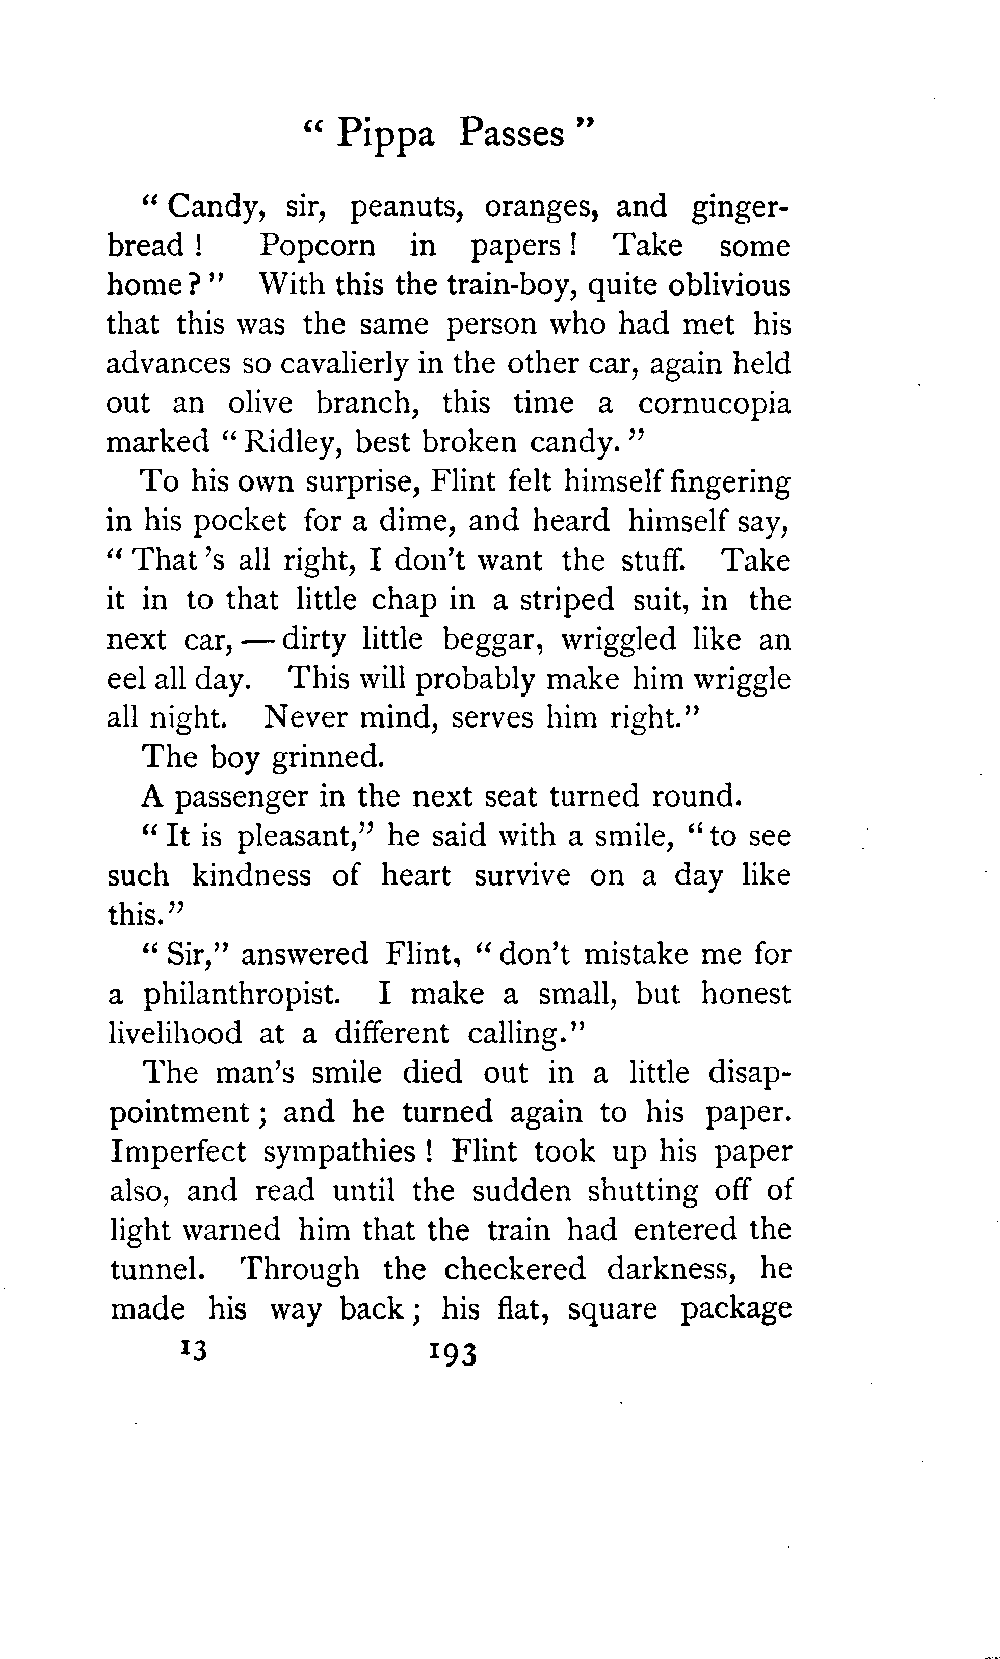 “ Pippa Passes ”
“ Candy, sir, peanuts, oranges, and ginger-
bread ! Popcorn in papers ! Take some
home ? ” With this the train-boy, quite oblivious
that this was the same person who had met his
advances so cavalierly in the other car, again held
out an olive branch, this time a cornucopia
marked “ Ridley, best broken candy. ”
To his own surprise, Flint felt himself fingering
in his pocket for a dime, and heard himself say,
“ That 's all right, I don't want the stuff. Take
it in to that little chap in a striped suit, in the
next car, — dirty little beggar, wriggled like an
eel all day. This will probably make him wriggle
all night. Never mind, serves him right.”
The boy grinned.
A passenger in the next seat turned round.
“ It is pleasant,” he said with a smile, “ to see
such kindness of heart survive on a day like
this.”
“ Sir,” answered Flint, “ don't mistake me for
a philanthropist. I make a small, but honest
livelihood at a different calling.”
The man's smile died out in a little disap-
pointment ; and he turned again to his paper.
Imperfect sympathies ! Flint took up his paper
also, and read until the sudden shutting off of
light warned him that the train had entered the
tunnel. Through the checkered darkness, he
made his way back ; his flat, square package
13 193